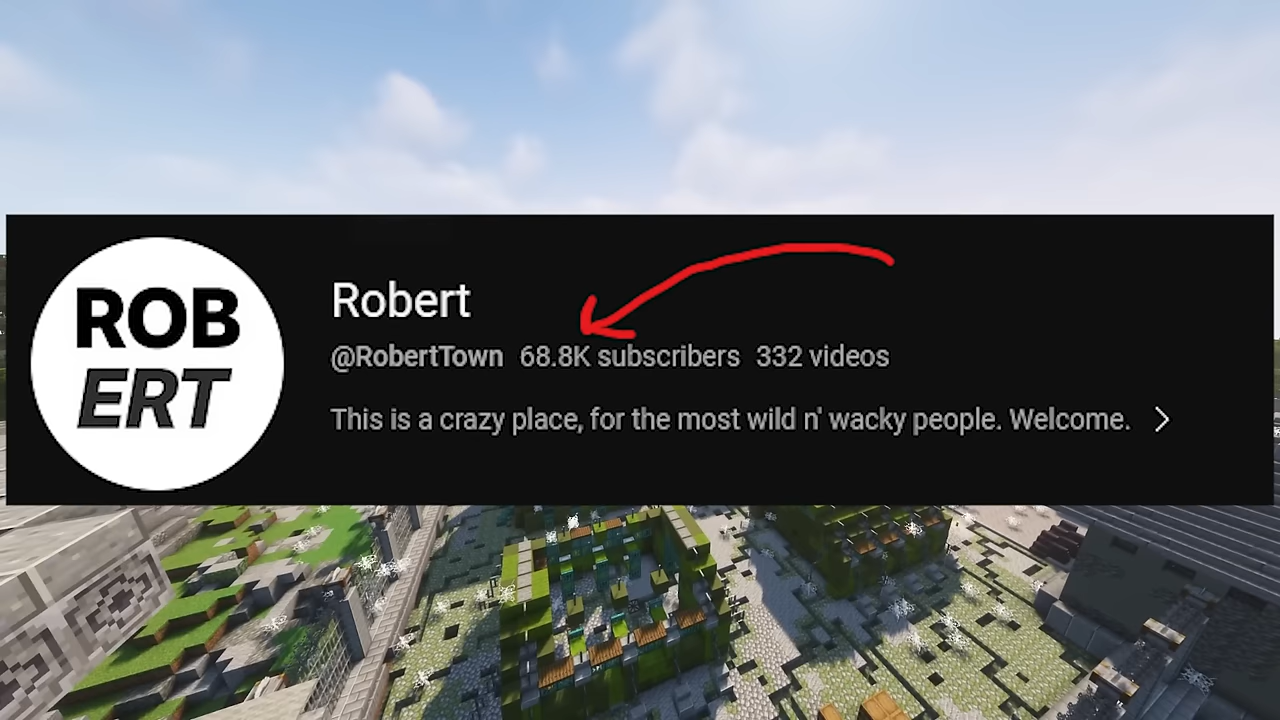 ROB
ERT
Robert
@RobertTown 68.8K subscribers 332 videos
This is a crazy place, for the most wild n' wacky people. Welcome.